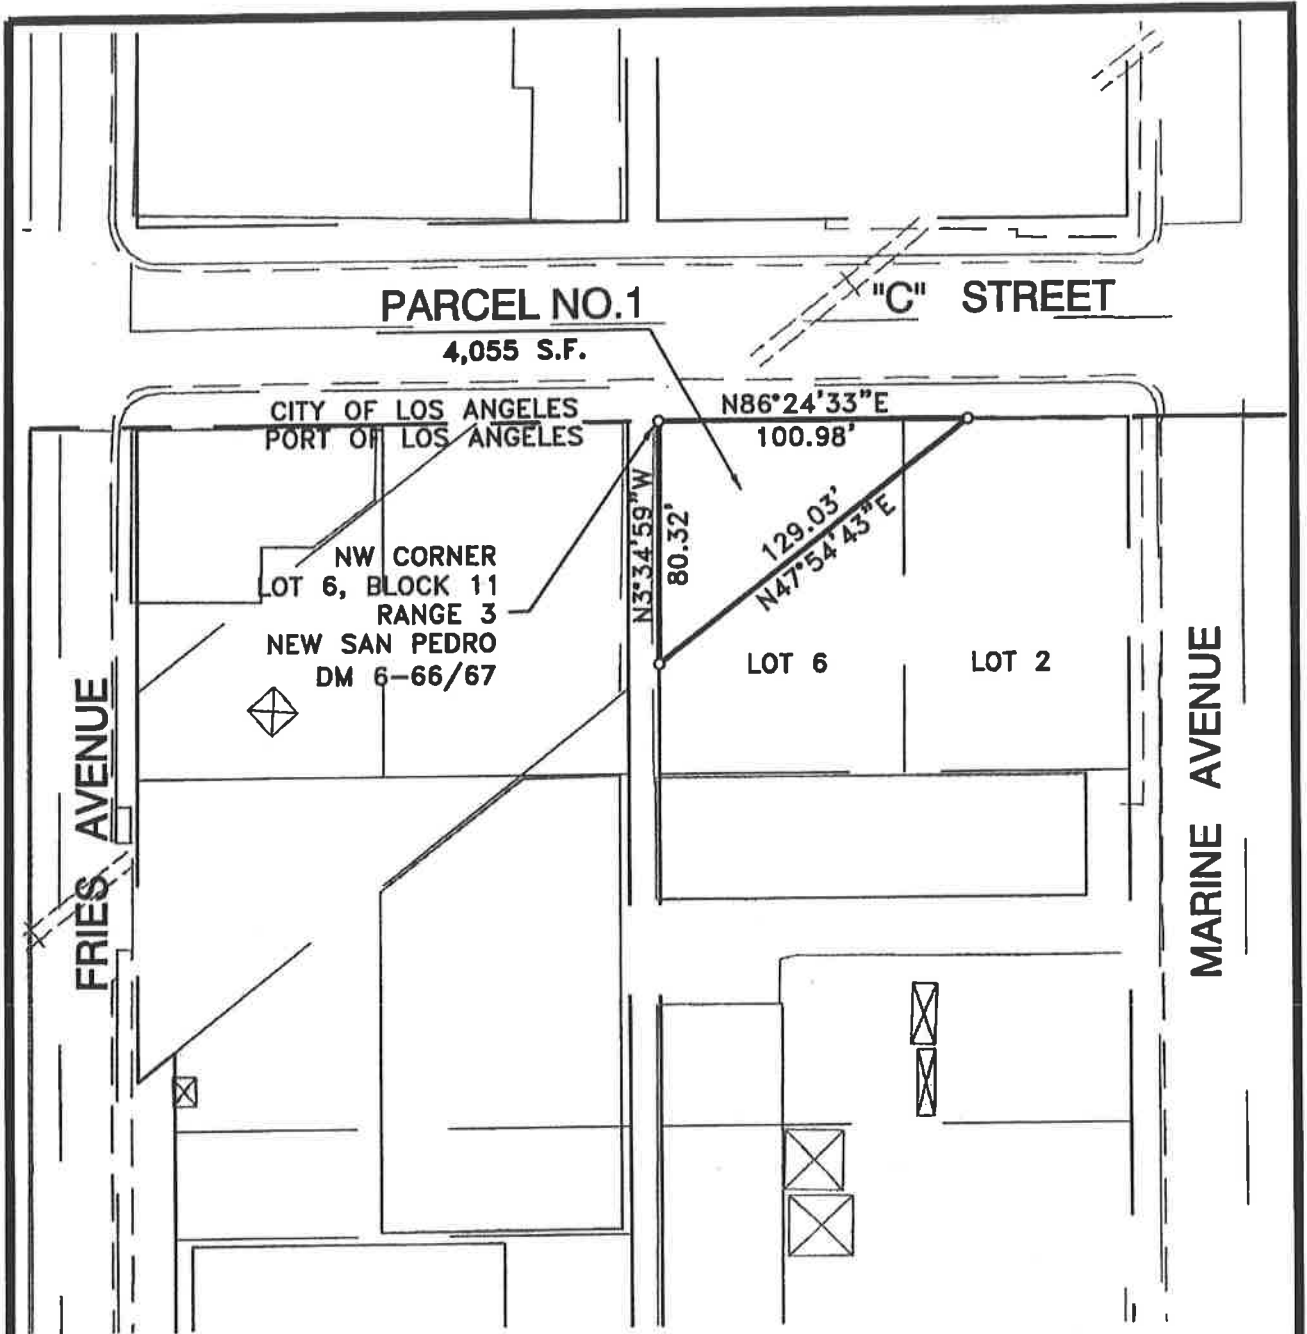 PARCEL NO.1
4,055 S.F.
"C" STREET
CITY OF LOS ANGELES
PORT OF LOS ANGELES
N86°24'33"E
100.98'
N3°34'59"W
80.32'
129.03'
N47°54'43"E
NW CORNER
LOT 6, BLOCK 11
RANGE 3
NEW SAN PEDRO
DM 6-66/67
LOT 6
LOT 2
FRIES AVENUE
MARINE AVENUE